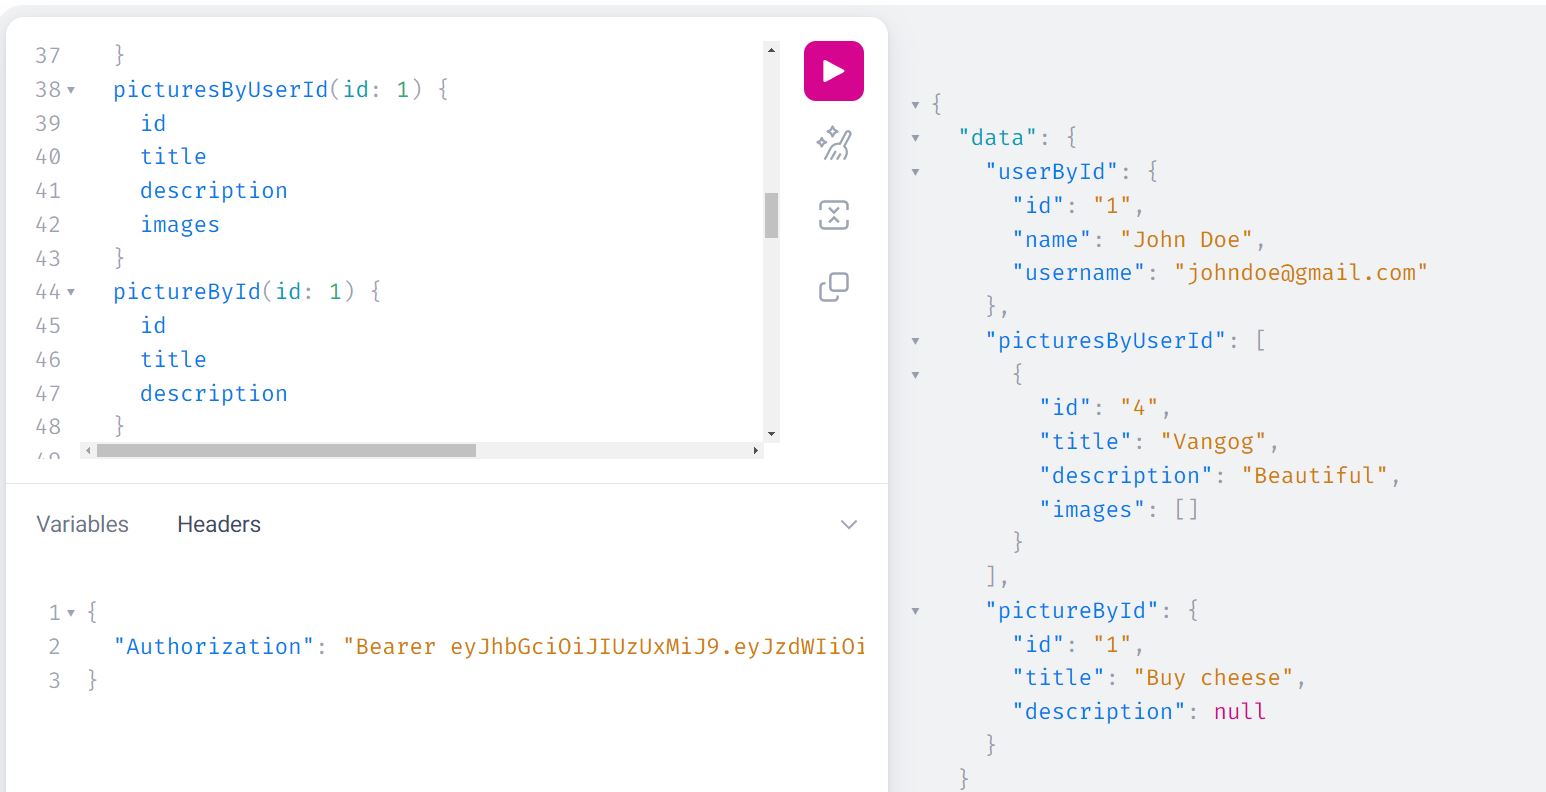 37 }
38 picturesByUserId(id: 1) {
39 id
40 title
41 description
42 images
43 }
44 pictureById(id: 1) {
45 id
46 title
47 description
48 }
49
Variables Headers
1 {
2 "Authorization": "Bearer eyJhbGciOiJIUzUxMiJ9.eyJzdWIiOi
3 }
{
"data": {
"userById": {
"id": "1",
"name": "John Doe",
"username": "johndoe@gmail.com"
},
"picturesByUserId": [
{
"id": "4",
"title": "Vangog",
"description": "Beautiful",
"images": []
}
],
"pictureById": {
"id": "1",
"title": "Buy cheese",
"description": null
}
}